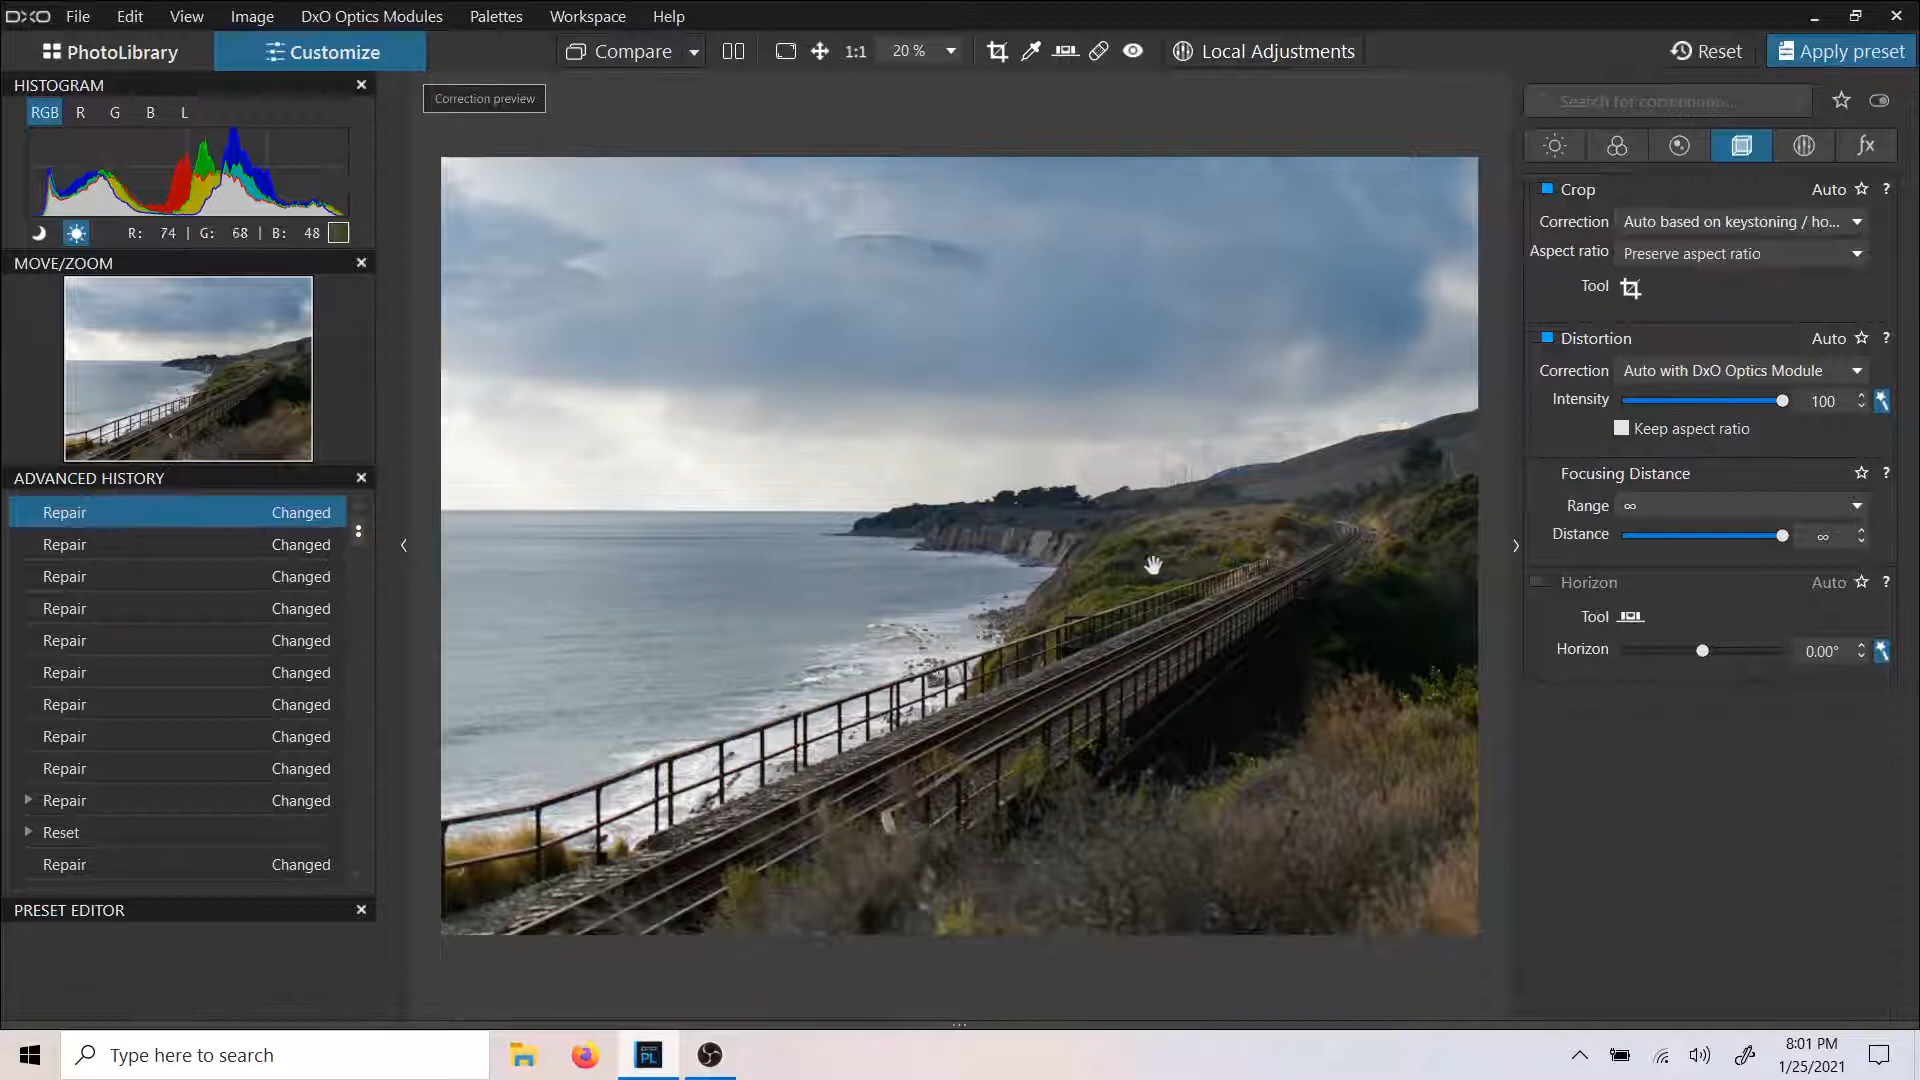 DXO File Edit View Image DxO Optics Modules Palettes Workspace Help
PhotoLibrary Customize Compare 1:1 20 % Local Adjustments Reset Apply preset
HISTOGRAM
RGB R G B L
R: 74 | G: 68 | B: 48
MOVE/ZOOM
ADVANCED HISTORY
Repair Changed
Repair Changed
Repair Changed
Repair Changed
Repair Changed
Repair Changed
Repair Changed
Repair Changed
Repair Changed
Repair Changed
Reset
Repair Changed
PRESET EDITOR
Correction preview
Search for components...
fx
Crop Auto ?
Correction Auto based on keystoning / ho...
Aspect ratio Preserve aspect ratio
Tool
Distortion Auto ?
Correction Auto with DxO Optics Module
Intensity 100
Keep aspect ratio
Focusing Distance ?
Range ∞
Distance ∞
Horizon Auto ?
Tool
Horizon 0.00°
Type here to search
PL
8:01 PM
1/25/2021